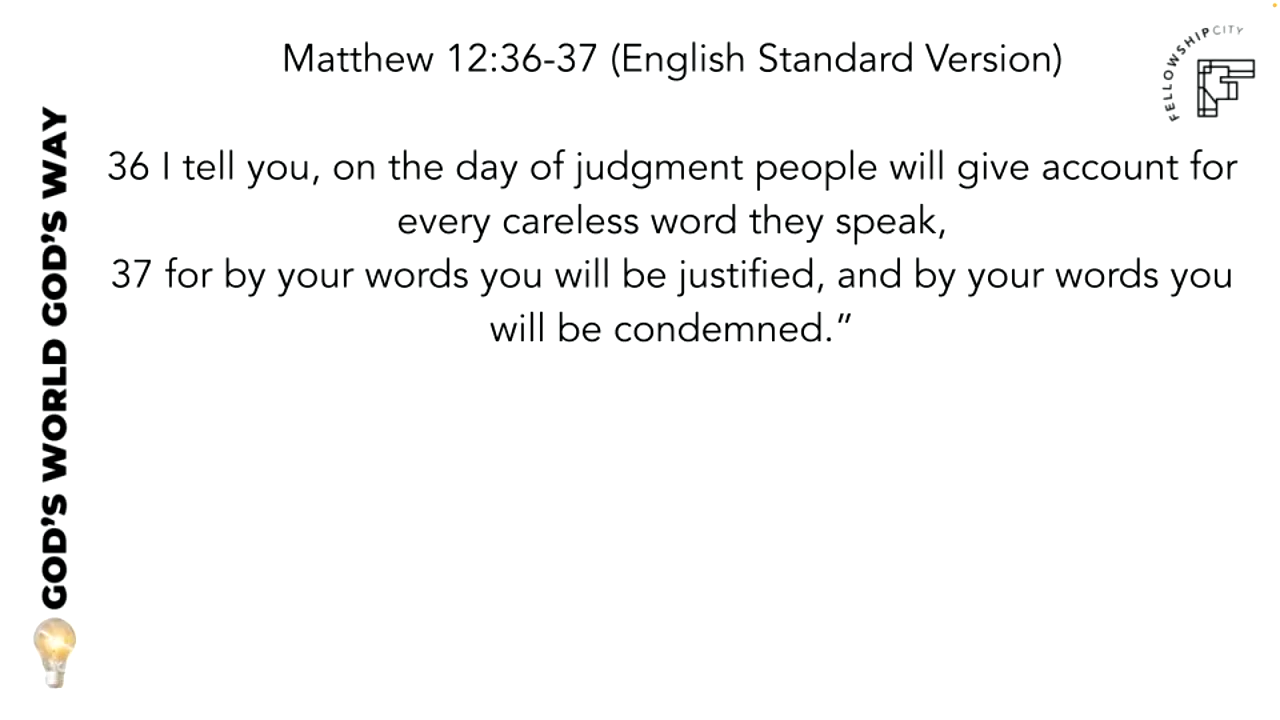 Matthew 12:36-37 (English Standard Version)
FELLOWSHIPCITY
36 I tell you, on the day of judgment people will give account for
every careless word they speak,
37 for by your words you will be justified, and by your words you
will be condemned.”
GOD’S WORLD GOD’S WAY